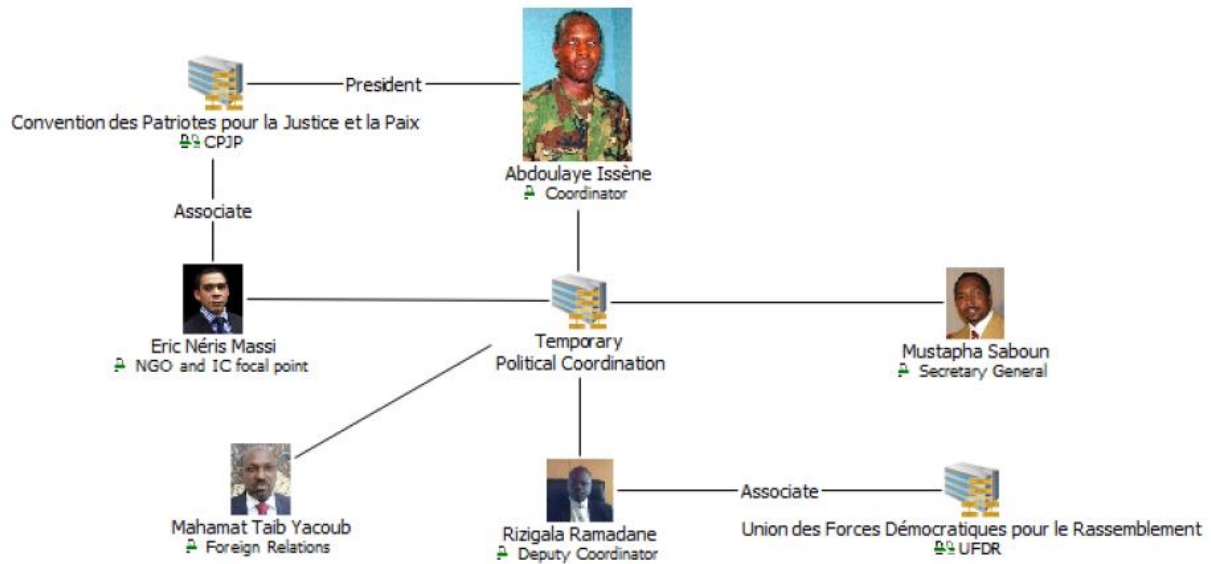 President
Convention des Patriotes pour la Justice et la Paix
CPJP
Abdoulaye Issène
Coordinator
Associate
Eric Néris Massi
NGO and IC focal point
Temporary
Political Coordination
Mustapha Saboun
Secretary General
Mahamat Taib Yacoub
Foreign Relations
Rizigala Ramadane
Deputy Coordinator
Associate
Union des Forces Démocratiques pour le Rassemblement
UFDR